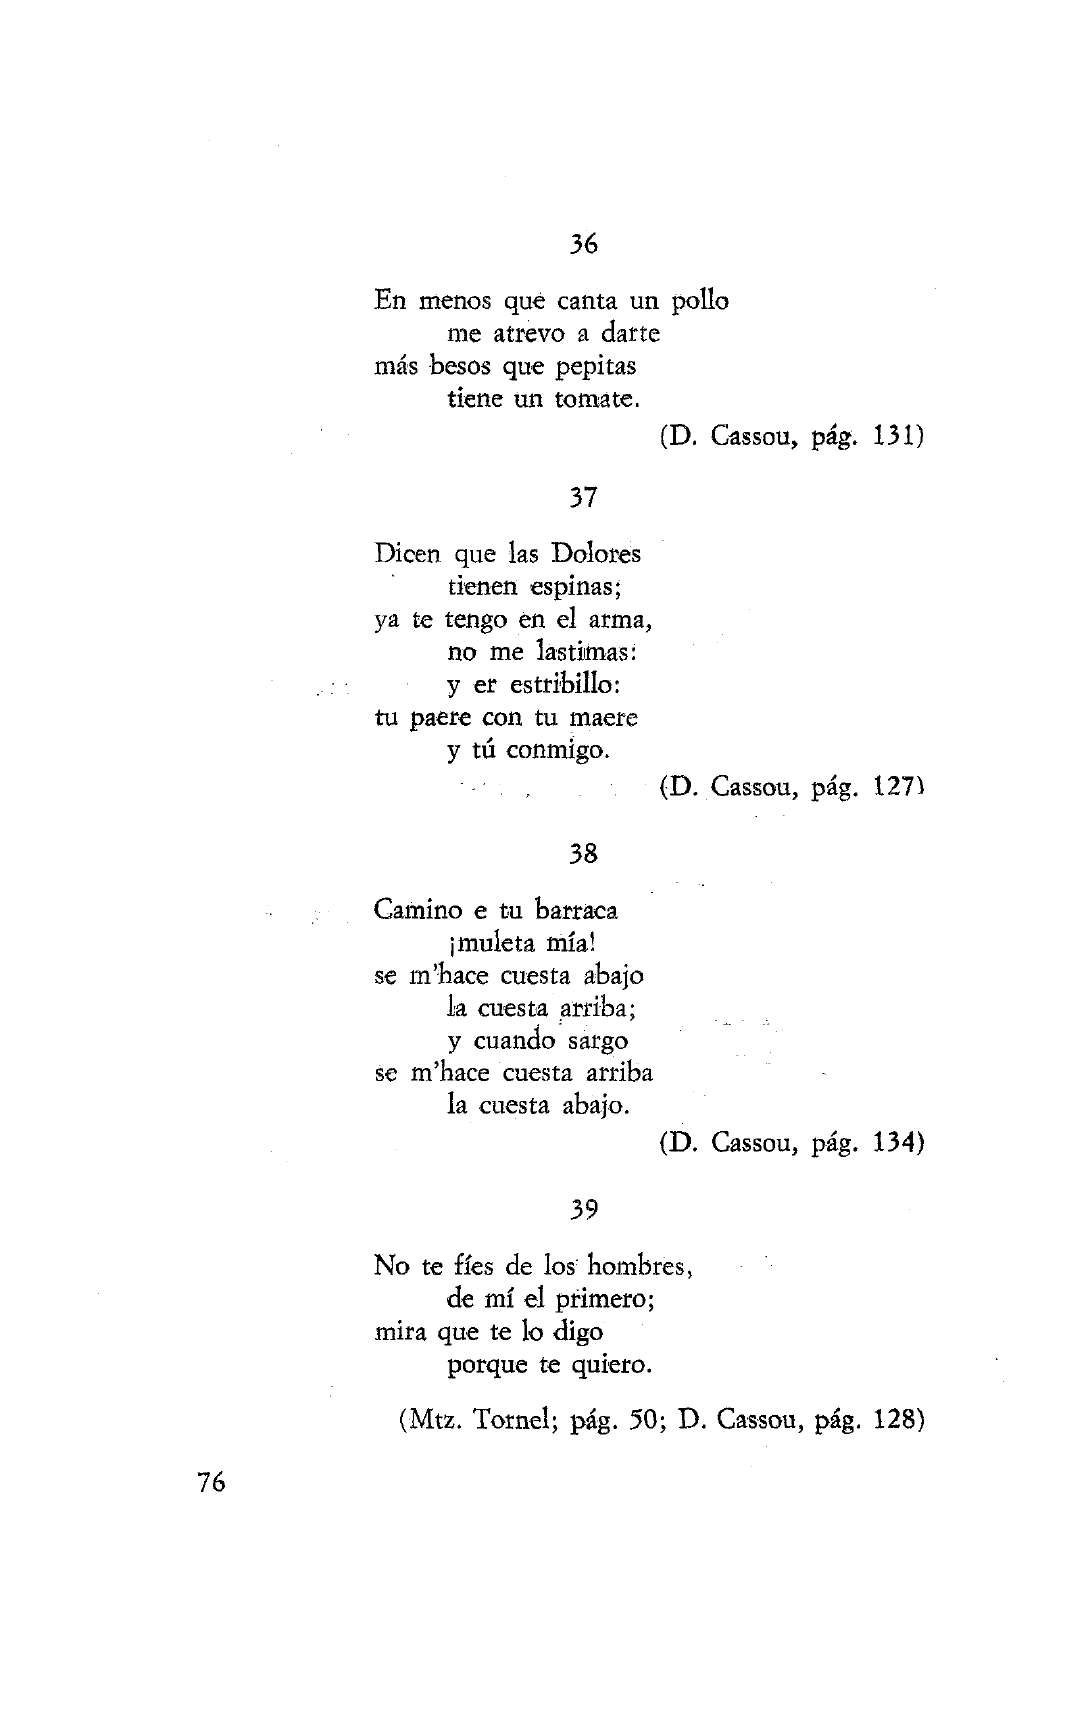 36
En menos que canta un pollo
me atrevo a darte
más besos que pepitas
tiene un tomate.
(D. Cassou, pág. 131)
37
Dicen que las Dolores
tienen espinas;
ya te tengo en el arma,
no me lastimas:
y er estribillo:
tu paere con tu maere
y tú conmigo.
(D. Cassou, pág. 127)
38
Camino e tu barraca
¡muleta mía!
se m'hace cuesta abajo
la cuesta arriba;
y cuando sargo
se m'hace cuesta arriba
la cuesta abajo.
(D. Cassou, pág. 134)
39
No te fíes de los hombres,
de mí el primero;
mira que te lo digo
porque te quiero.
(Mtz. Tornel; pág. 50; D. Cassou, pág. 128)
76